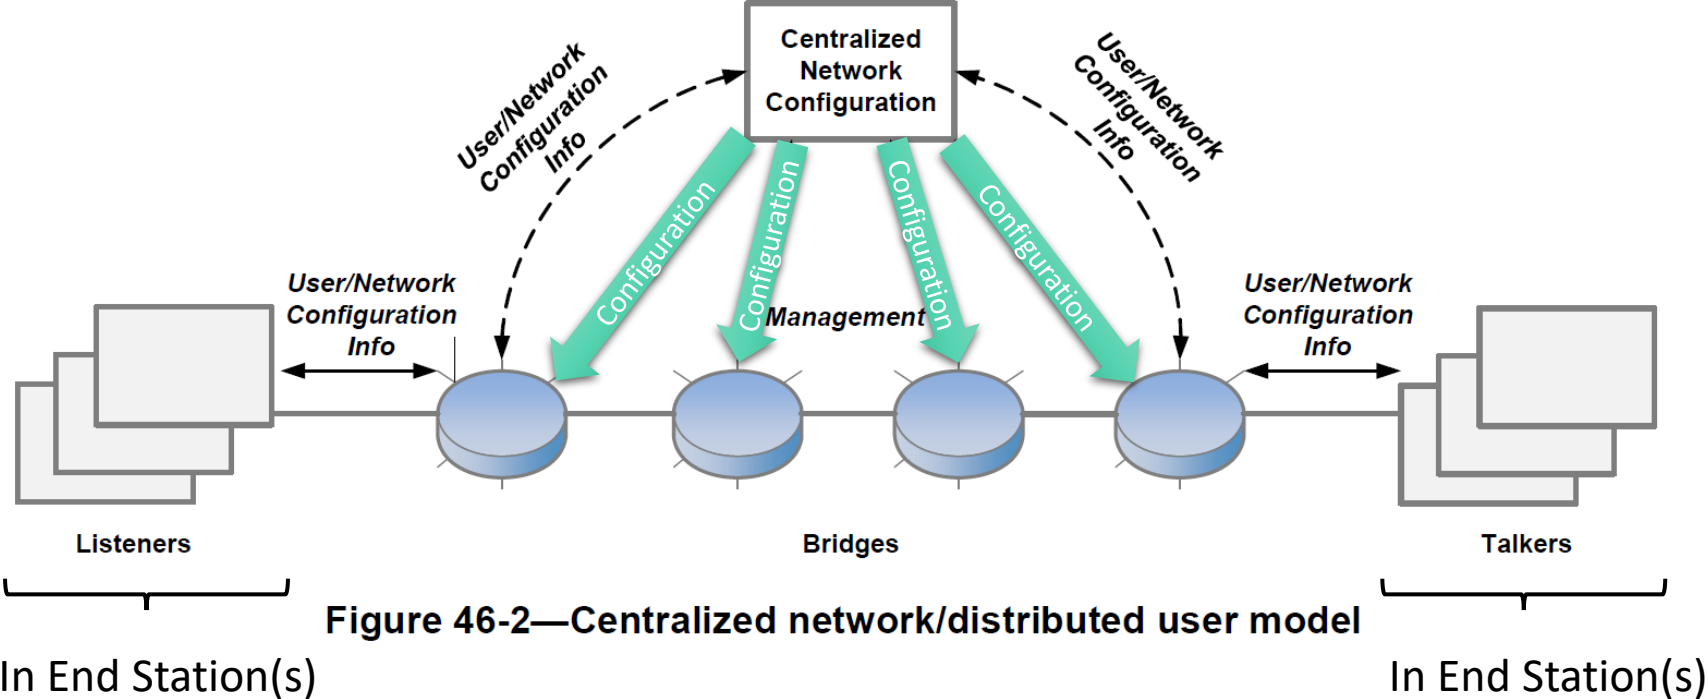 Centralized
Network
Configuration
User/Network
Configuration
Info
User/Network
Configuration
Info
Configuration
Configuration
Configuration
Configuration
User/Network
Configuration
Info
Management
User/Network
Configuration
Info
Listeners
Bridges
Talkers
Figure 46-2—Centralized network/distributed user model
In End Station(s)
In End Station(s)